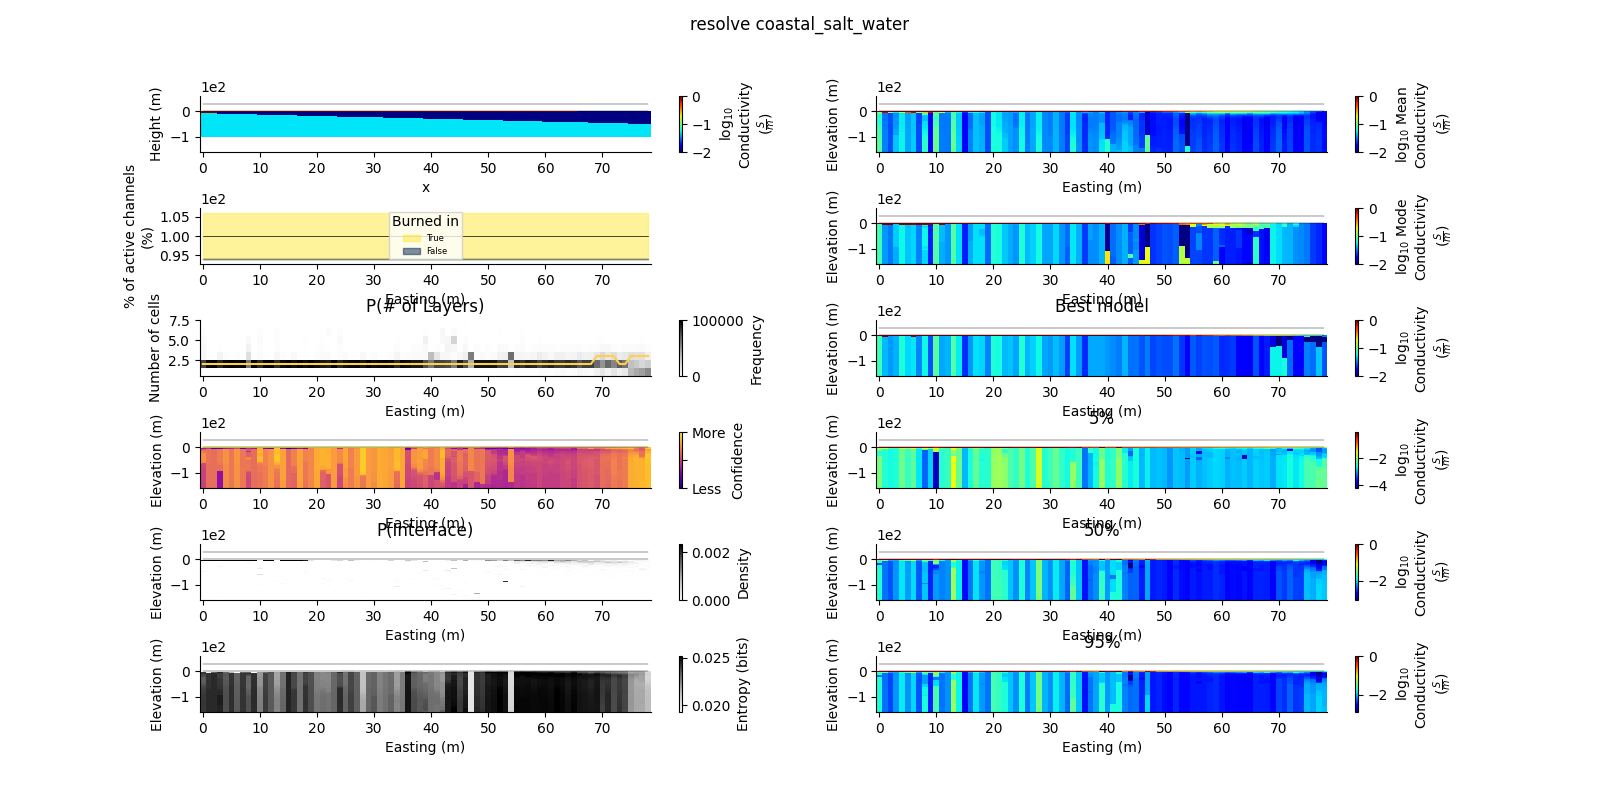 resolve coastal_salt_water
1e2
Height (m)
0
−1
0 10 20 30 40 50 60 70
x
0
−1
−2
log10
Conductivity
(S/m)
1e2
Elevation (m)
0
−1
0 10 20 30 40 50 60 70
Easting (m)
0
−1
−2
log10 Mean
Conductivity
(S/m)
1e2
% of active channels
(%)
1.05
1.00
0.95
Burned in
True
False
0 10 20 30 40 50 60 70
Easting (m)
1e2
Elevation (m)
0
−1
0 10 20 30 40 50 60 70
0
−1
−2
log10 Mode
Conductivity
(S/m)
P(# of Layers)
Number of cells
7.5
5.0
2.5
0 10 20 30 40 50 60 70
Easting (m)
100000
0
Frequency
Best model
1e2
Elevation (m)
0
−1
0 10 20 30 40 50 60 70
Easting (m)
0
−1
−2
log10
Conductivity
(S/m)
1e2
Elevation (m)
0
−1
0 10 20 30 40 50 60 70
Easting (m)
More
Less
Confidence
5%
1e2
Elevation (m)
0
−1
0 10 20 30 40 50 60 70
−2
−4
log10
Conductivity
(S/m)
P(Interface)
1e2
Elevation (m)
0
−1
0 10 20 30 40 50 60 70
Easting (m)
0.002
0.000
Density
50%
1e2
Elevation (m)
0
−1
0 10 20 30 40 50 60 70
Easting (m)
0
−2
log10
Conductivity
(S/m)
1e2
Elevation (m)
0
−1
0 10 20 30 40 50 60 70
Easting (m)
0.025
0.020
Entropy (bits)
95%
1e2
Elevation (m)
0
−1
0 10 20 30 40 50 60 70
Easting (m)
0
−2
log10
Conductivity
(S/m)